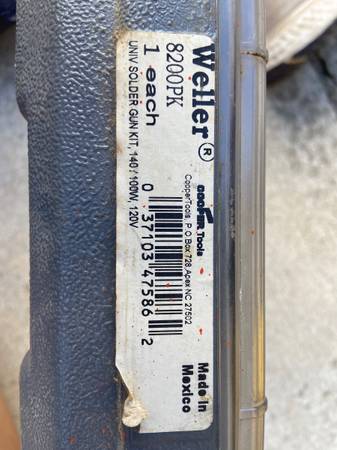 Weller®
8200PK
1 each
UNIV SOLDER GUN KIT, 140 / 100W, 120V
COOPER Tools
CooperTools, P.O. Box 728, Apex NC 27502
0 37103 47586 2
Made In
Mexico